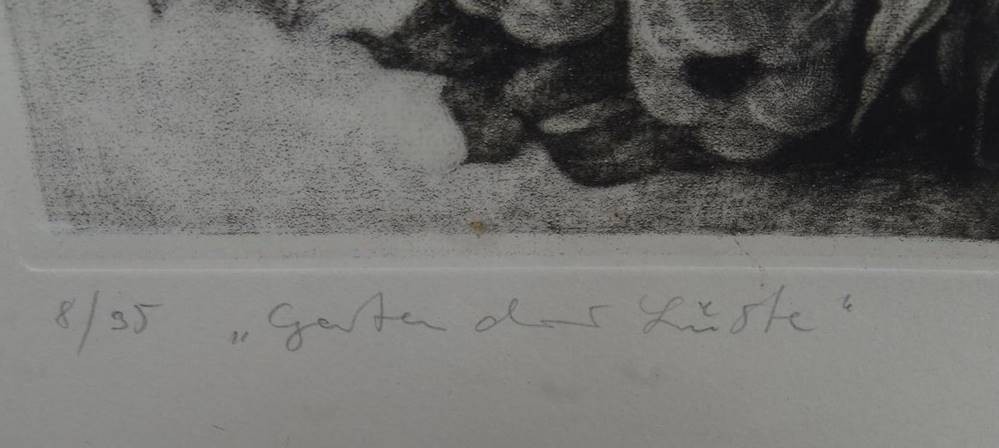 8/35 „Garten der Lüste“